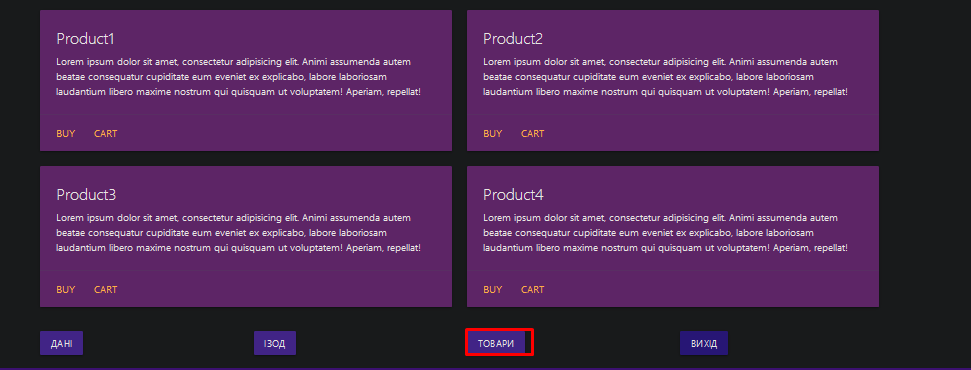 Product1
Lorem ipsum dolor sit amet, consectetur adipisicing elit. Animi assumenda autem
beatae consequatur cupiditate eum eveniet ex explicabo, labore laboriosam
laudantium libero maxime nostrum qui quisquam ut voluptatem! Aperiam, repellat!
BUY CART
Product2
Lorem ipsum dolor sit amet, consectetur adipisicing elit. Animi assumenda autem
beatae consequatur cupiditate eum eveniet ex explicabo, labore laboriosam
laudantium libero maxime nostrum qui quisquam ut voluptatem! Aperiam, repellat!
BUY CART
Product3
Lorem ipsum dolor sit amet, consectetur adipisicing elit. Animi assumenda autem
beatae consequatur cupiditate eum eveniet ex explicabo, labore laboriosam
laudantium libero maxime nostrum qui quisquam ut voluptatem! Aperiam, repellat!
BUY CART
Product4
Lorem ipsum dolor sit amet, consectetur adipisicing elit. Animi assumenda autem
beatae consequatur cupiditate eum eveniet ex explicabo, labore laboriosam
laudantium libero maxime nostrum qui quisquam ut voluptatem! Aperiam, repellat!
BUY CART
ДАНІ ІЗОД ТОВАРИ ВИХІД